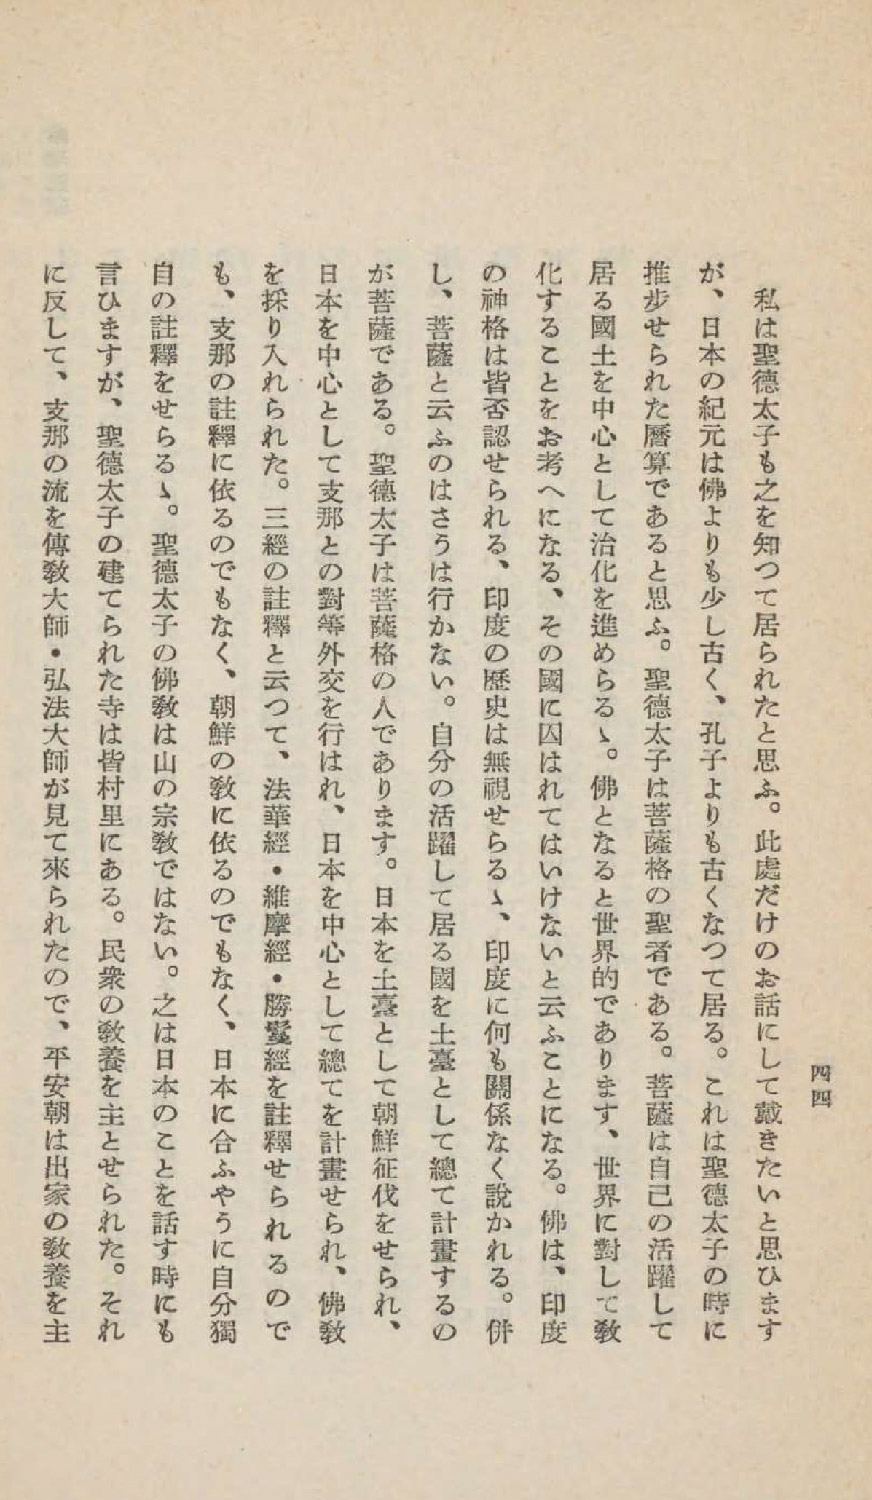 四四
私は聖德太子も之を知つて居られたと思ふ。此處だけのお話にして戴きたいと思ひます
が、日本の紀元は佛よりも少し古く、孔子よりも古くなつて居る。これは聖德太子の時に
推步せられた曆算であると思ふ。聖德太子は菩薩格の聖者である。菩薩は自己の活躍して
居る國土を中心として治化を進めらるゝ。佛となると世界的であります、世界に對して敎
化することをお考へになる、その國に囚はれてはいけないと云ふことになる。佛は、印度
の神格は皆否認せられる、印度の歷史は無視せらるゝ、印度に何も關係なく說かれる。併
し、菩薩と云ふのはさうは行かない。自分の活躍して居る國を土臺として總て計畫するの
が菩薩である。聖德太子は菩薩格の人であります。日本を土臺として朝鮮征伐をせられ、
日本を中心として支那との對等外交を行はれ、日本を中心として總てを計畫せられ、佛敎
を採り入れられた。三經の註釋と云つて、法華經・維摩經・勝鬘經を註釋せられるので
も、支那の註釋に依るのでもなく、朝鮮の敎に依るのでもなく、日本に合ふやうに自分獨
自の註釋をせらるゝ。聖德太子の佛敎は山の宗敎ではない。之は日本のことを話す時にも
言ひますが、聖德太子の建てられた寺は皆村里にある。民衆の敎養を主とせられた。それ
に反して、支那の流を傳敎大師・弘法大師が見て來られたので、平安朝は出家の敎養を主